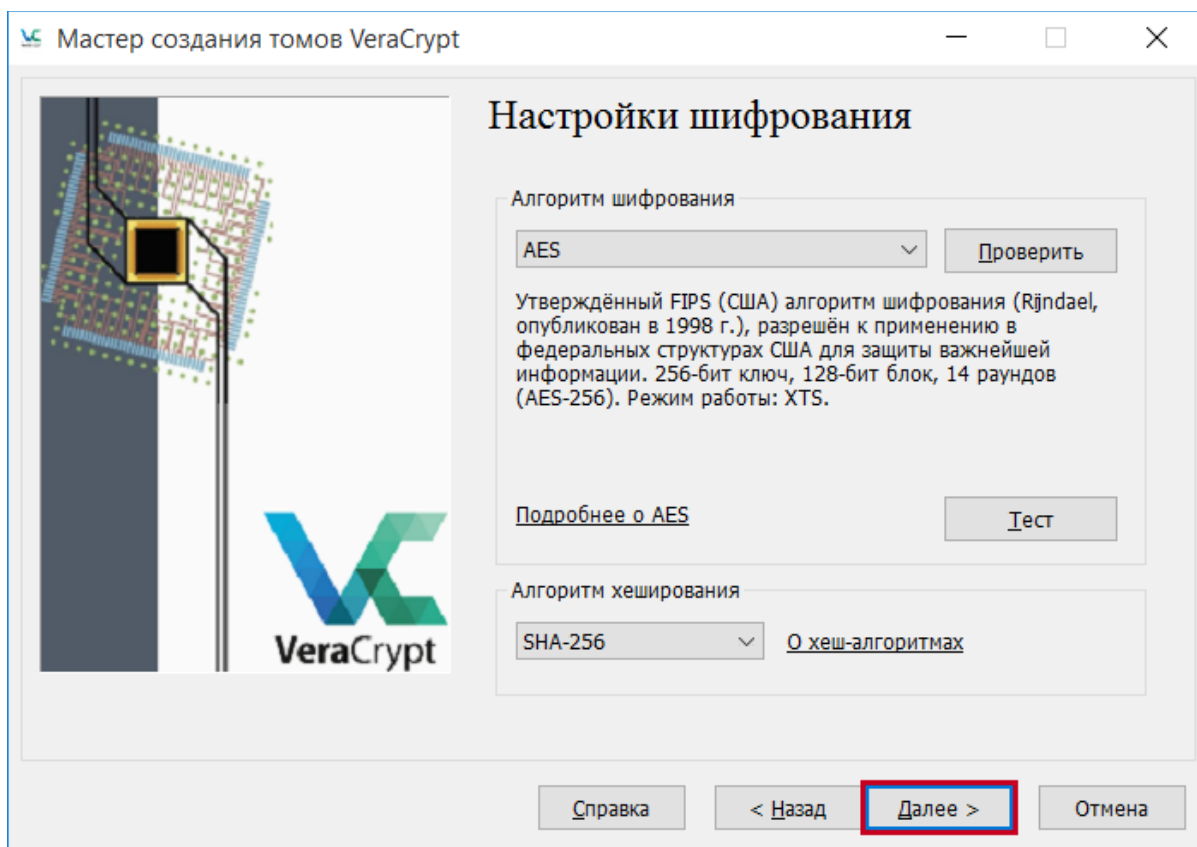 Мастер создания томов VeraCrypt
Настройки шифрования
Алгоритм шифрования
AES
Проверить
Утверждённый FIPS (США) алгоритм шифрования (Rijndael,
опубликован в 1998 г.), разрешён к применению в
федеральных структурах США для защиты важнейшей
информации. 256-бит ключ, 128-бит блок, 14 раундов
(AES-256). Режим работы: XTS.
Подробнее о AES
Тест
Алгоритм хеширования
SHA-256
О хеш-алгоритмах
VeraCrypt
Справка
< Назад
Далее >
Отмена